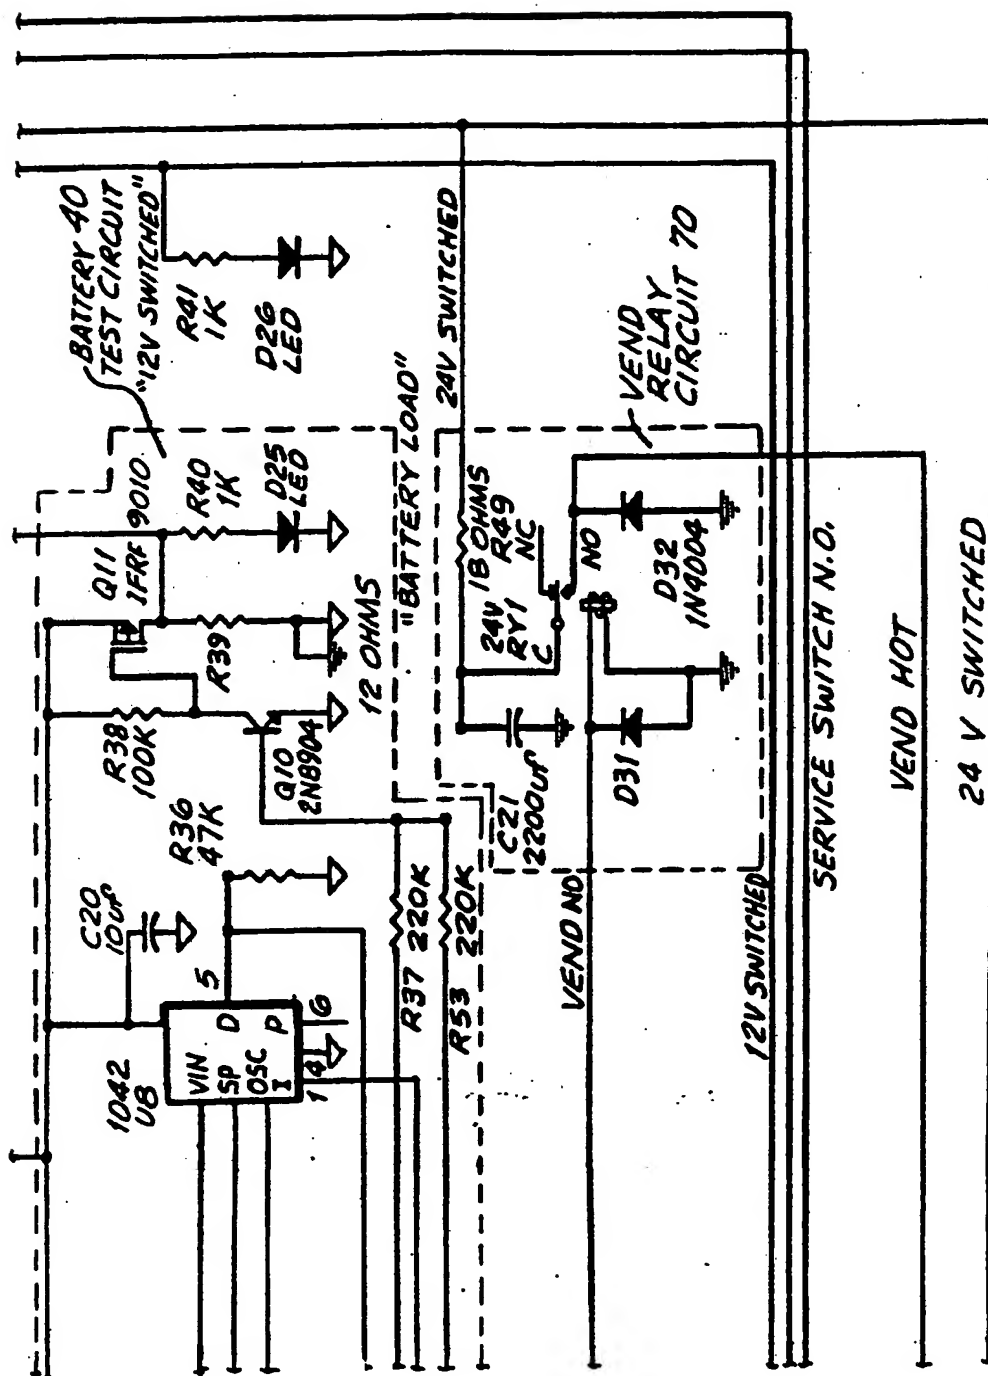 BATTERY 40
TEST CIRCUIT
"12V SWITCHED"
R41
1K
D26
LED
24V SWITCHED
VEND
RELAY
CIRCUIT 70
Q11
IFRF 9010
R40
1K
D25
LED
R39
12 OHMS
"BATTERY LOAD"
R38
100K
Q10
2N8904
R36
47K
C20
10uf
5
1042
U8
VIN
SP
OSC
I
D
P
1
4
6
R37 220K
R53 220K
18 OHMS
R49
NC
24V
RY1
C
NO
D32
1N4004
D31
C21
2200uf
VEND NO
12V SWITCHED
SERVICE SWITCH N.O.
VEND HOT
24 V SWITCHED